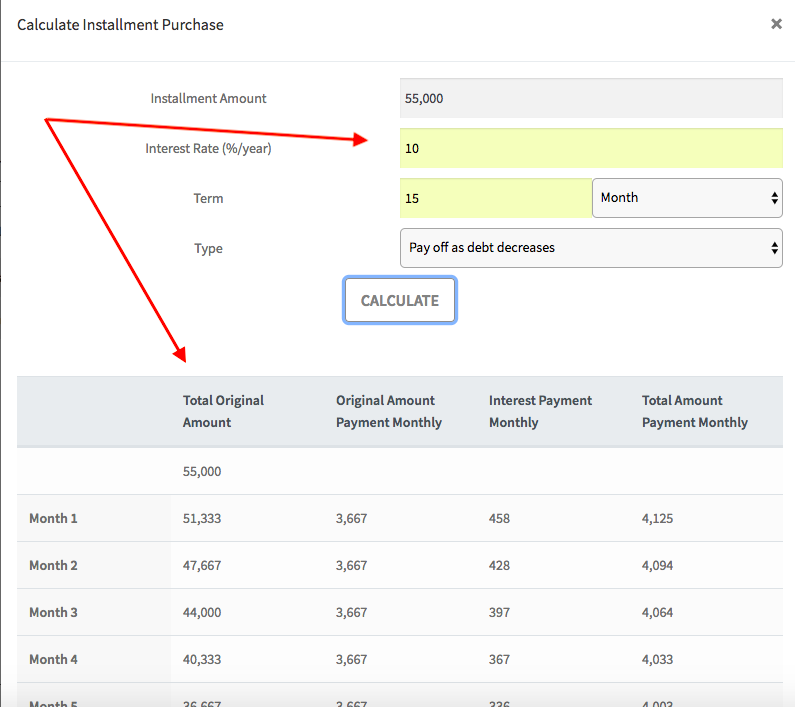 Calculate Installment Purchase
×
Installment Amount 55,000
Interest Rate (%/year) 10
Term 15 Month
Type Pay off as debt decreases
CALCULATE
Total Original Original Amount Interest Payment Total Amount
Amount Payment Monthly Monthly Payment Monthly
55,000
Month 1 51,333 3,667 458 4,125
Month 2 47,667 3,667 428 4,094
Month 3 44,000 3,667 397 4,064
Month 4 40,333 3,667 367 4,033
Month 5 36,667 3,667 336 4,003